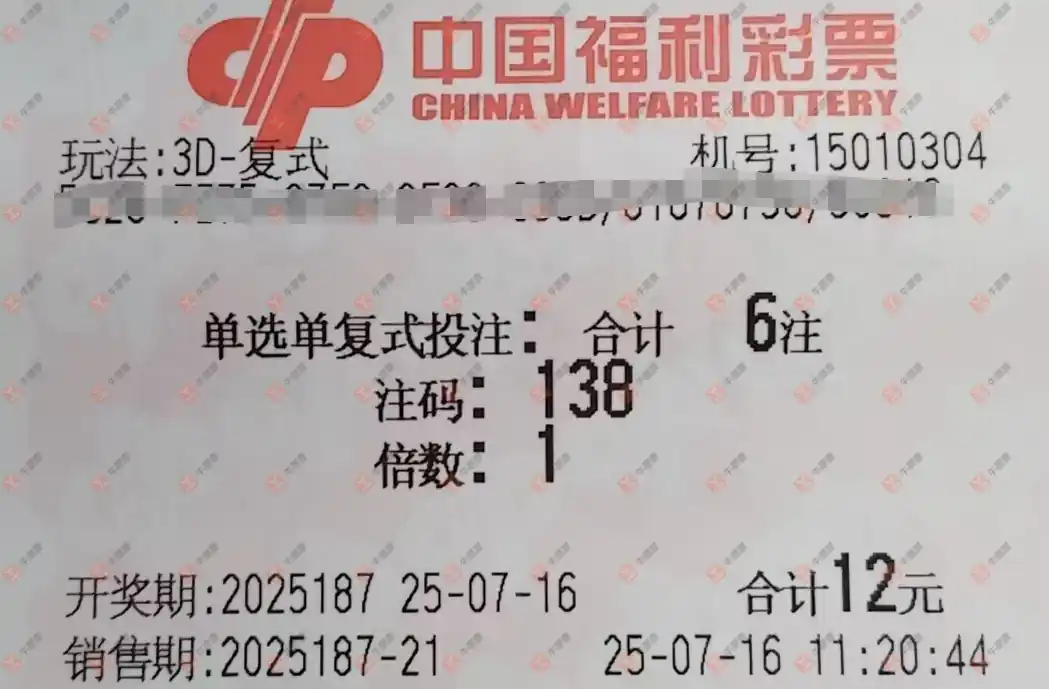 中国福利彩票
CHINA WELFARE LOTTERY
玩法:3D-复式 机号:15010304
单选单复式投注: 合计 6注
注码: 138
倍数: 1
开奖期:2025187 25-07-16 合计12元
销售期:2025187-21 25-07-16 11:20:44